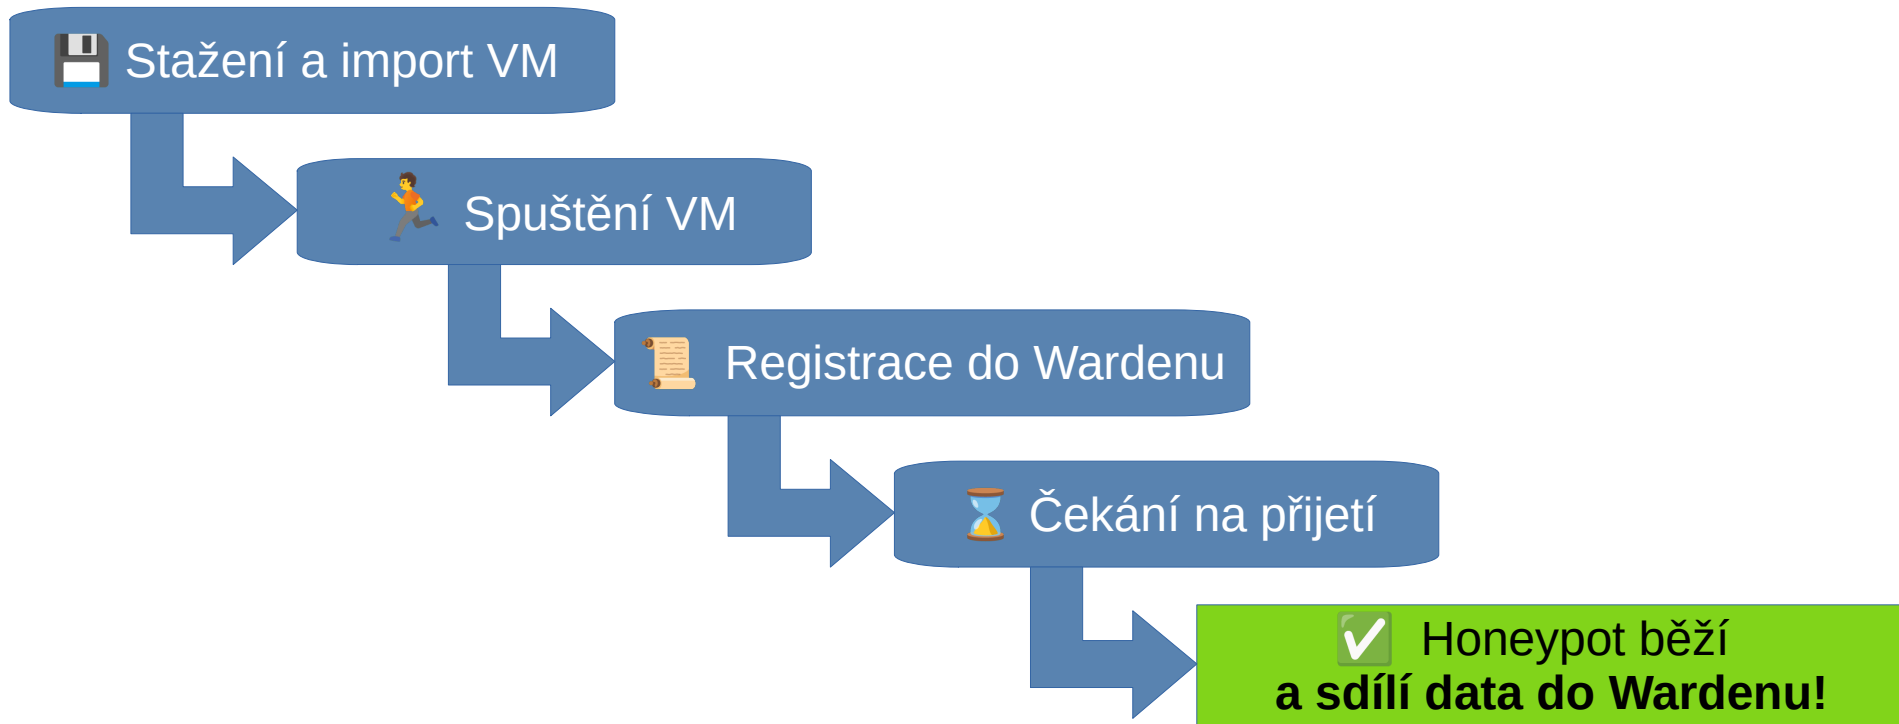 Stažení a import VM
Spuštění VM
Registrace do Wardenu
Čekání na přijetí
Honeypot běží
a sdílí data do Wardenu!